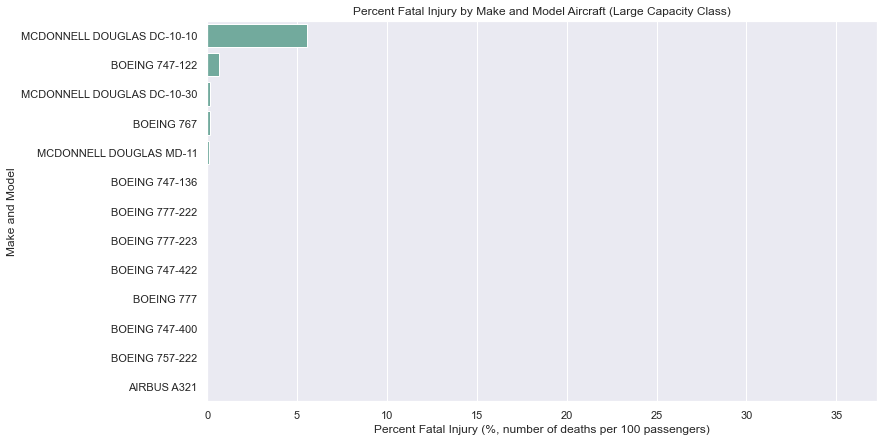 Percent Fatal Injury by Make and Model Aircraft (Large Capacity Class)
MCDONNELL DOUGLAS DC-10-10
BOEING 747-122
MCDONNELL DOUGLAS DC-10-30
BOEING 767
MCDONNELL DOUGLAS MD-11
BOEING 747-136
BOEING 777-222
BOEING 777-223
BOEING 747-422
BOEING 777
BOEING 747-400
BOEING 757-222
AIRBUS A321
Make and Model
0 5 10 15 20 25 30 35
Percent Fatal Injury (%, number of deaths per 100 passengers)